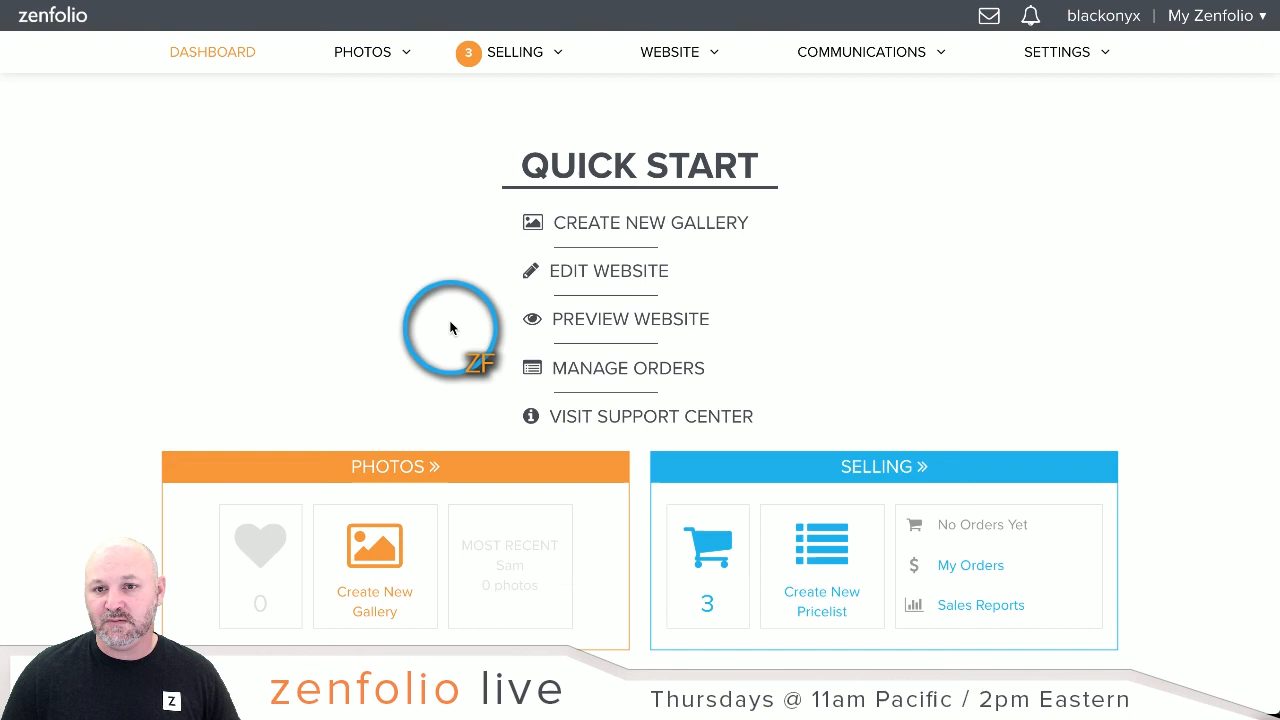 zenfolio
blackonyx | My Zenfolio ▾
DASHBOARD PHOTOS 3 SELLING WEBSITE COMMUNICATIONS SETTINGS
QUICK START
CREATE NEW GALLERY
EDIT WEBSITE
PREVIEW WEBSITE
ZF
MANAGE ORDERS
VISIT SUPPORT CENTER
PHOTOS »
0
Create New
Gallery
MOST RECENT
Sam
0 photos
SELLING »
3
Create New
Pricelist
No Orders Yet
$ My Orders
Sales Reports
Z
zenfolio live
Thursdays @ 11am Pacific / 2pm Eastern